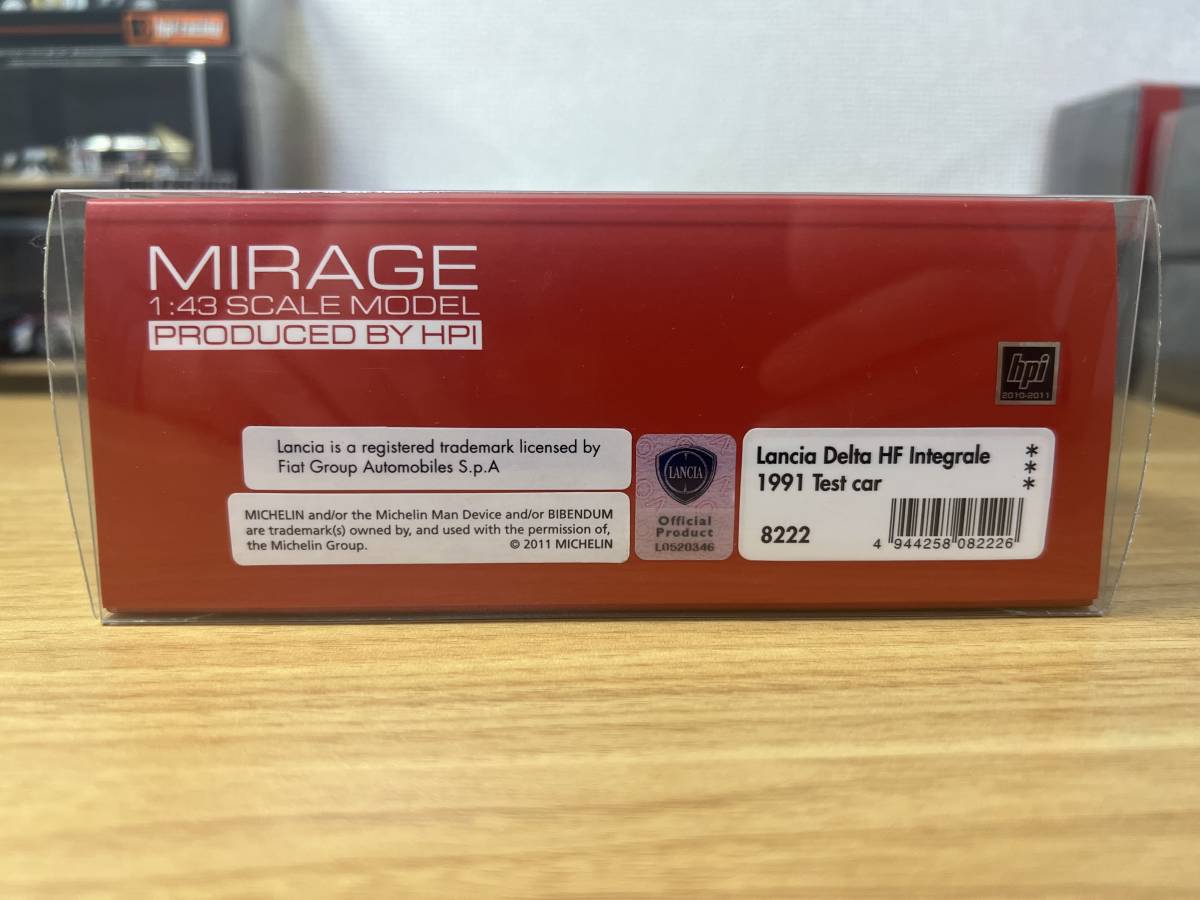 MIRAGE
1:43 SCALE MODEL
PRODUCED BY HPI
hpi
2010-2011
Lancia is a registered trademark licensed by
Fiat Group Automobiles S.p.A
MICHELIN and/or the Michelin Man Device and/or BIBENDUM
are trademark(s) owned by, and used with the permission of,
the Michelin Group. © 2011 MICHELIN
LANCIA
Official
Product
L0520346
Lancia Delta HF Integrale
1991 Test car
***
8222
4 944258 082226